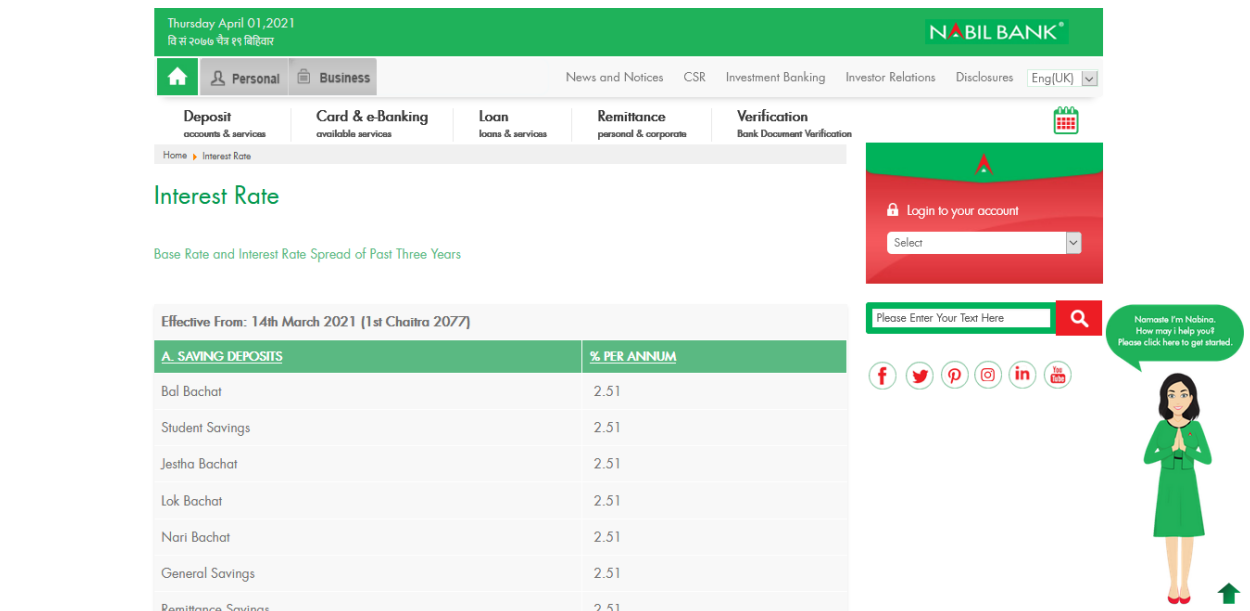 Thursday April 01,2021
वि सं २०७७ चैत्र १९ बिहिवार
NABIL BANK®
Personal
Business
News and Notices
CSR
Investment Banking
Investor Relations
Disclosures
Eng(UK)
Deposit
accounts & services
Card & e-Banking
available services
Loan
loans & services
Remittance
personal & corporate
Verification
Bank Document Verification
Home
Interest Rate
Interest Rate
Login to your account
Select
Base Rate and Interest Rate Spread of Past Three Years
Please Enter Your Text Here
Namaste I'm Nabina.
How may i help you?
Please click here to get started.
You
Tube
Effective From: 14th March 2021 (1st Chaitra 2077)
A. SAVING DEPOSITS % PER ANNUM
Bal Bachat 2.51
Student Savings 2.51
Jestha Bachat 2.51
Lok Bachat 2.51
Nari Bachat 2.51
General Savings 2.51
Remittance Savings 2.51